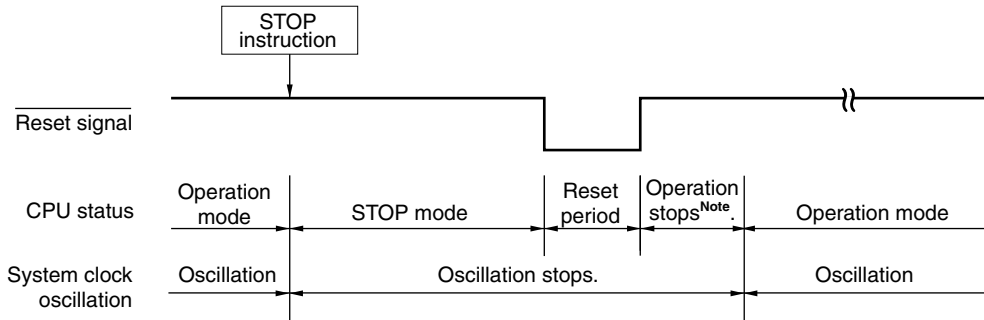 STOP
instruction
Reset signal
CPU status
Operation
mode
STOP mode
Reset
period
Operation
stopsNote.
Operation mode
System clock
oscillation
Oscillation
Oscillation stops.
Oscillation